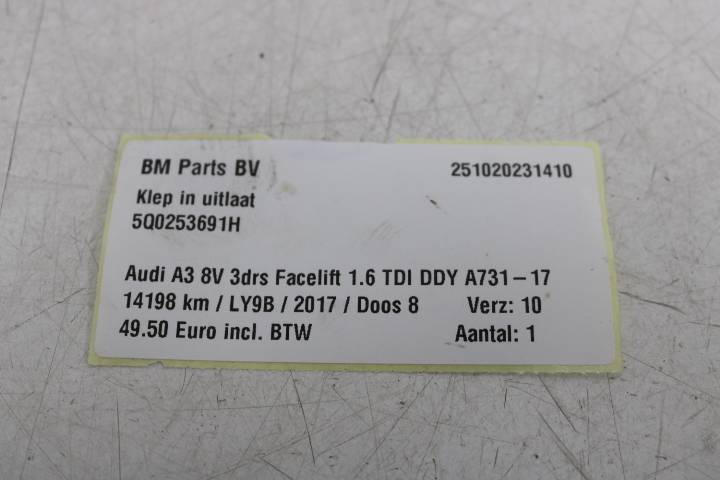 BM Parts BV 251020231410
Klep in uitlaat
5Q0253691H
Audi A3 8V 3drs Facelift 1.6 TDI DDY A731-17
14198 km / LY9B / 2017 / Doos 8 Verz: 10
49.50 Euro incl. BTW Aantal: 1